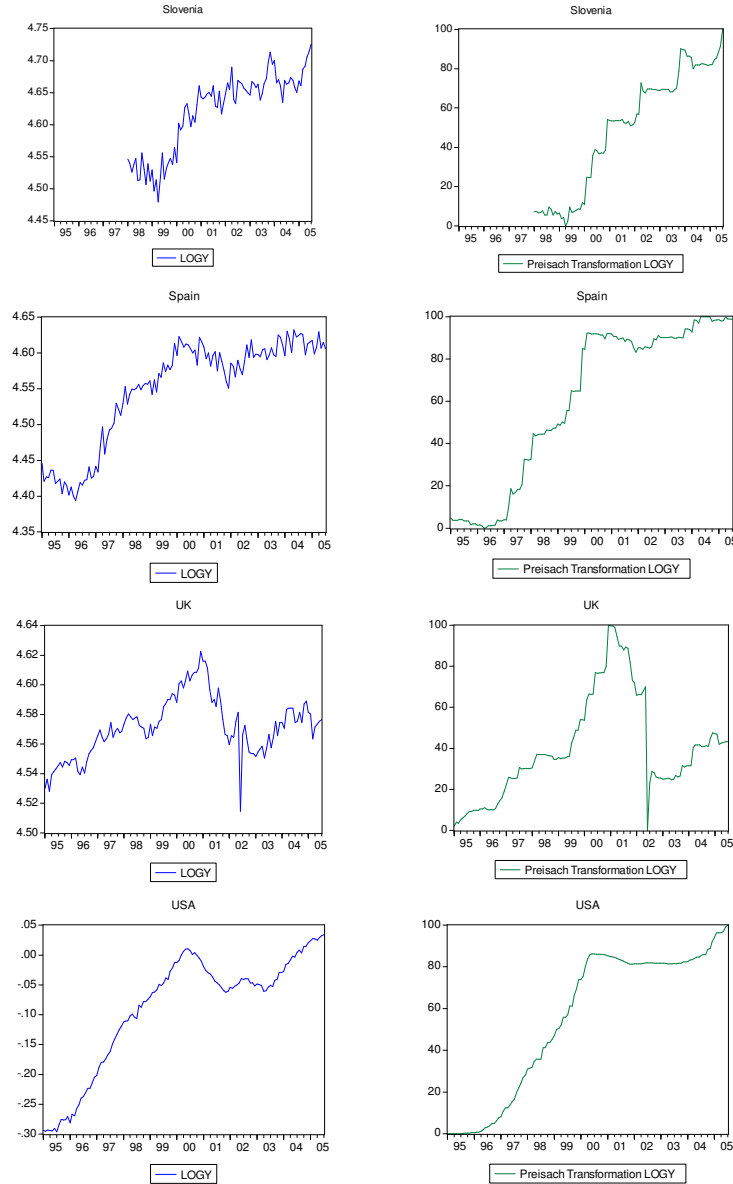 Slovenia
4.75
4.70
4.65
4.60
4.55
4.50
4.45
95 96 97 98 99 00 01 02 03 04 05
LOGY
Slovenia
100
80
60
40
20
0
95 96 97 98 99 00 01 02 03 04 05
Preisach Transformation LOGY
Spain
4.65
4.60
4.55
4.50
4.45
4.40
4.35
95 96 97 98 99 00 01 02 03 04 05
LOGY
Spain
100
80
60
40
20
0
95 96 97 98 99 00 01 02 03 04 05
Preisach Transformation LOGY
UK
4.64
4.62
4.60
4.58
4.56
4.54
4.52
4.50
95 96 97 98 99 00 01 02 03 04 05
LOGY
UK
100
80
60
40
20
0
95 96 97 98 99 00 01 02 03 04 05
Preisach Transformation LOGY
USA
.05
.00
-.05
-.10
-.15
-.20
-.25
-.30
95 96 97 98 99 00 01 02 03 04 05
LOGY
USA
100
80
60
40
20
0
95 96 97 98 99 00 01 02 03 04 05
Preisach Transformation LOGY